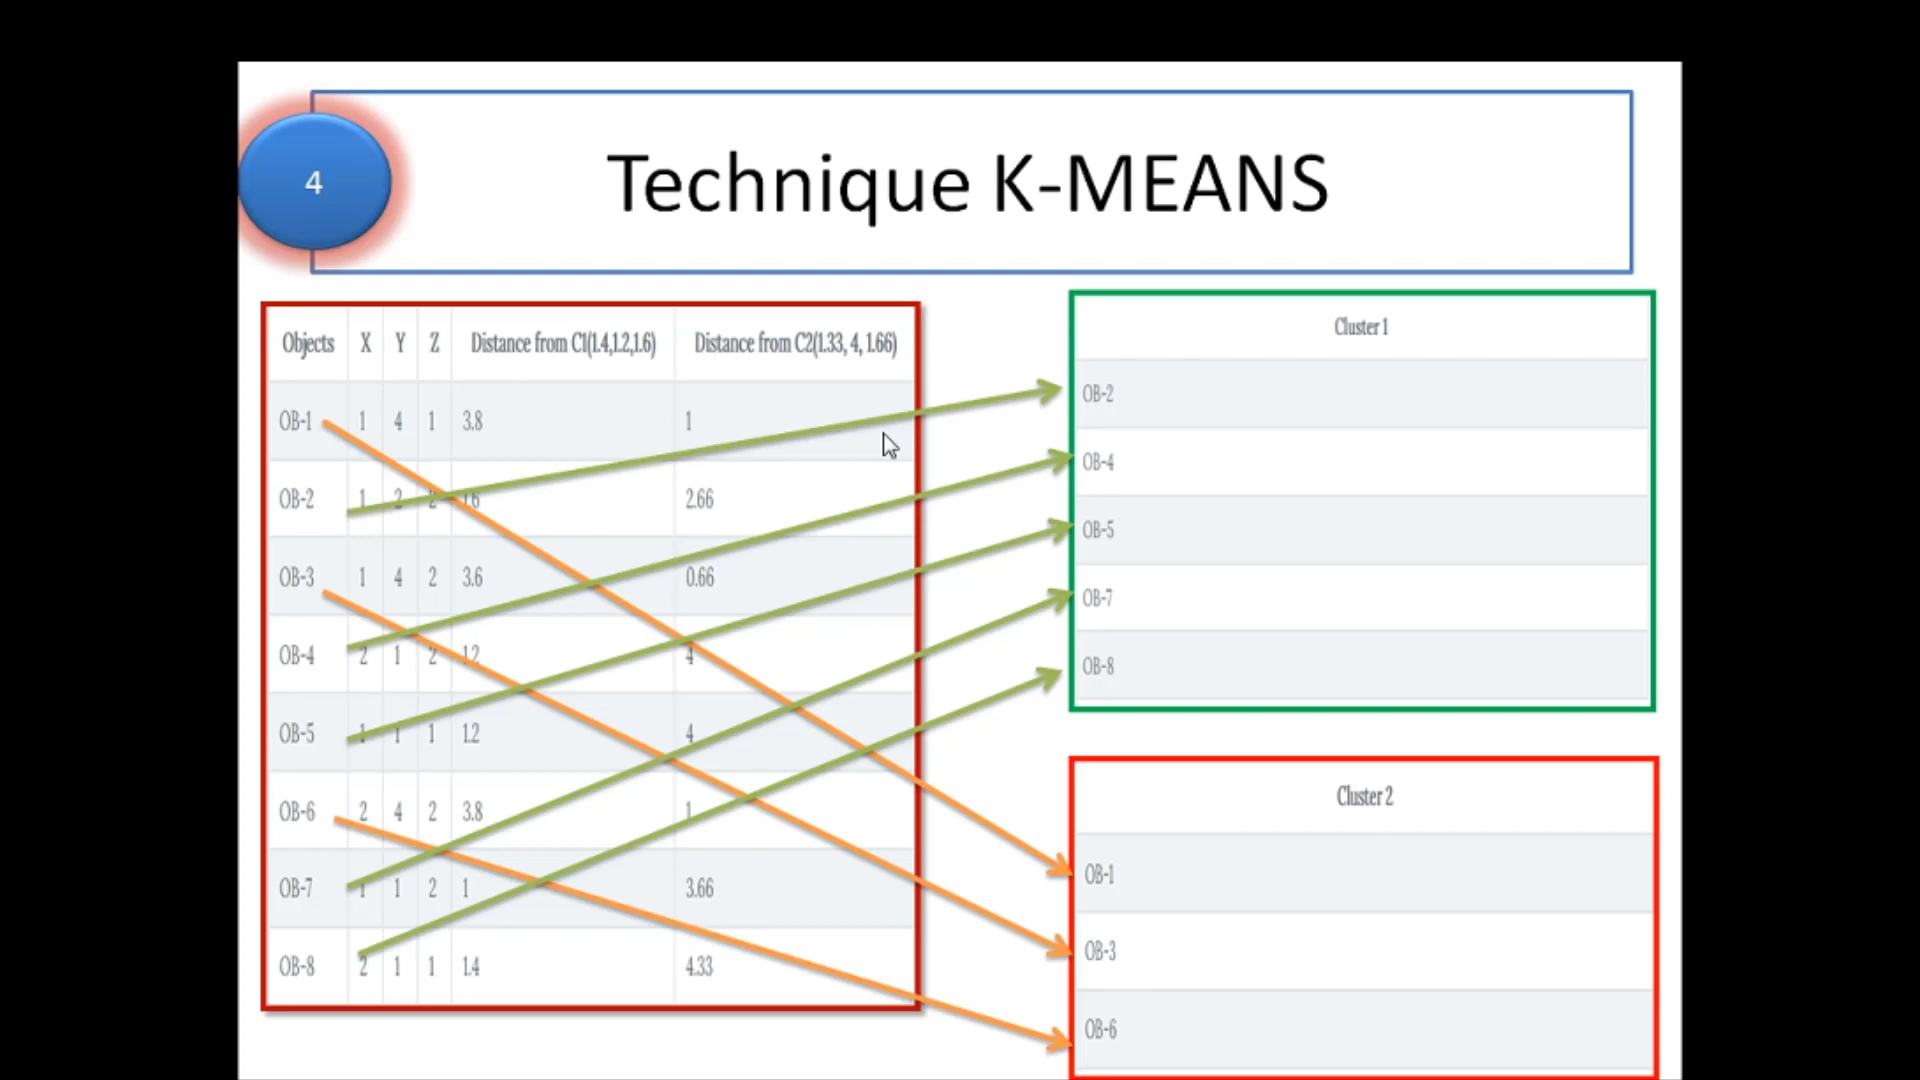 4
Technique K-MEANS
Objects X Y Z Distance from C1(1.4,1.2,1.6) Distance from C2(1.33, 4, 1.66)
OB-1 1 4 1 3.8 1
OB-2 1 2 2 1.6 2.66
OB-3 1 4 2 3.6 0.66
OB-4 2 1 2 1.2 4
OB-5 1 1 1 1.2 4
OB-6 2 4 2 3.8 1
OB-7 1 1 2 1 3.66
OB-8 2 1 1 1.4 4.33
Cluster 1
OB-2
OB-4
OB-5
OB-7
OB-8
Cluster 2
OB-1
OB-3
OB-6